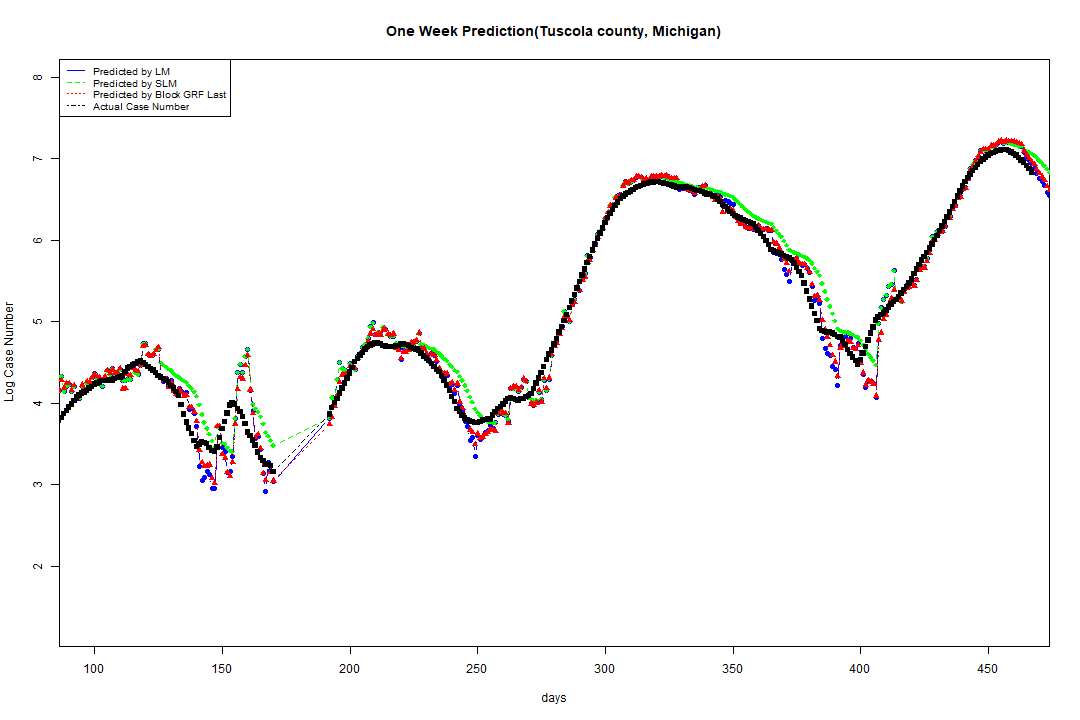 One Week Prediction(Tuscola county, Michigan)
Predicted by LM
Predicted by SLM
Predicted by Block GRF Last
Actual Case Number
Log Case Number
8
7
6
5
4
3
2
100 150 200 250 300 350 400 450
days